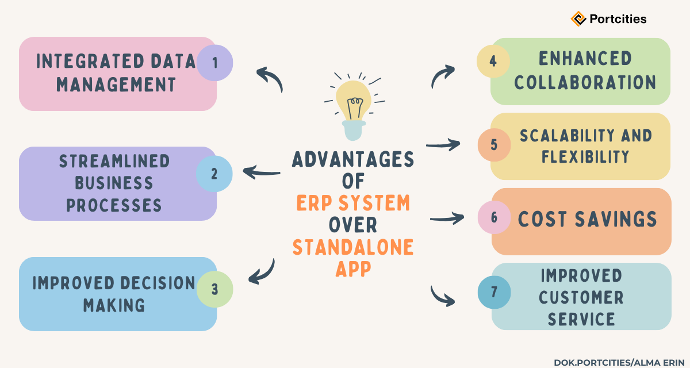 Portcities
INTEGRATED DATA
MANAGEMENT
1
STREAMLINED
BUSINESS
PROCESSES
2
IMPROVED DECISION
MAKING
3
ADVANTAGES
OF
ERP SYSTEM
OVER
STANDALONE
APP
4
ENHANCED
COLLABORATION
5
SCALABILITY AND
FLEXIBILITY
6
COST SAVINGS
7
IMPROVED
CUSTOMER
SERVICE
DOK.PORTCITIES/ALMA ERIN